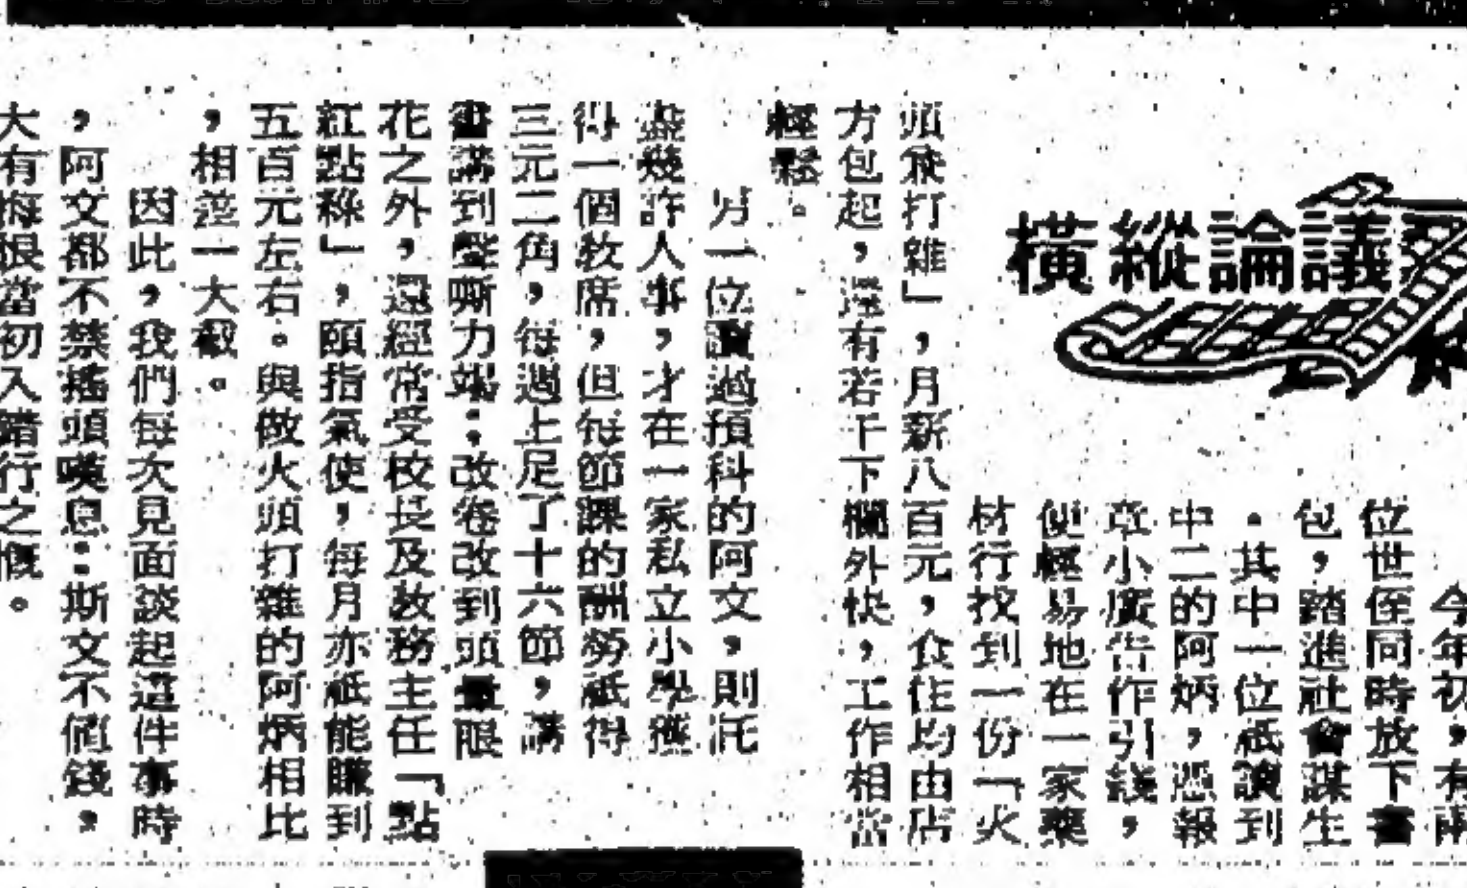 橫縱論議
今年初,有兩
位世侄同時放下書
包,踏進社會謀生
。其中一位祇讀到
中二的阿炳,憑報
章小廣告作引綫,
便輕易地在一家藥
材行找到一份「火
頭兼打雜」,月薪八百元,食住均由店
方包起,還有若干下欄外快,工作相當
輕鬆。
另一位讀過預科的阿文,則託
盡幾許人事,才在一家私立小學獲
得一個教席,但每節課的酬勞祇得
三元二角,每週上足了十六節,講
書講到聲嘶力竭;改卷改到頭暈眼
花之外,還經常受校長及教務主任「點
紅點綠」,頤指氣使,每月亦祇能賺到
五百元左右。與做火頭打雜的阿炳相比
,相差一大截。
因此,我們每次見面談起這件事時
,阿文都不禁搖頭嘆息:斯文不值錢,
大有悔恨當初入錯行之慨。